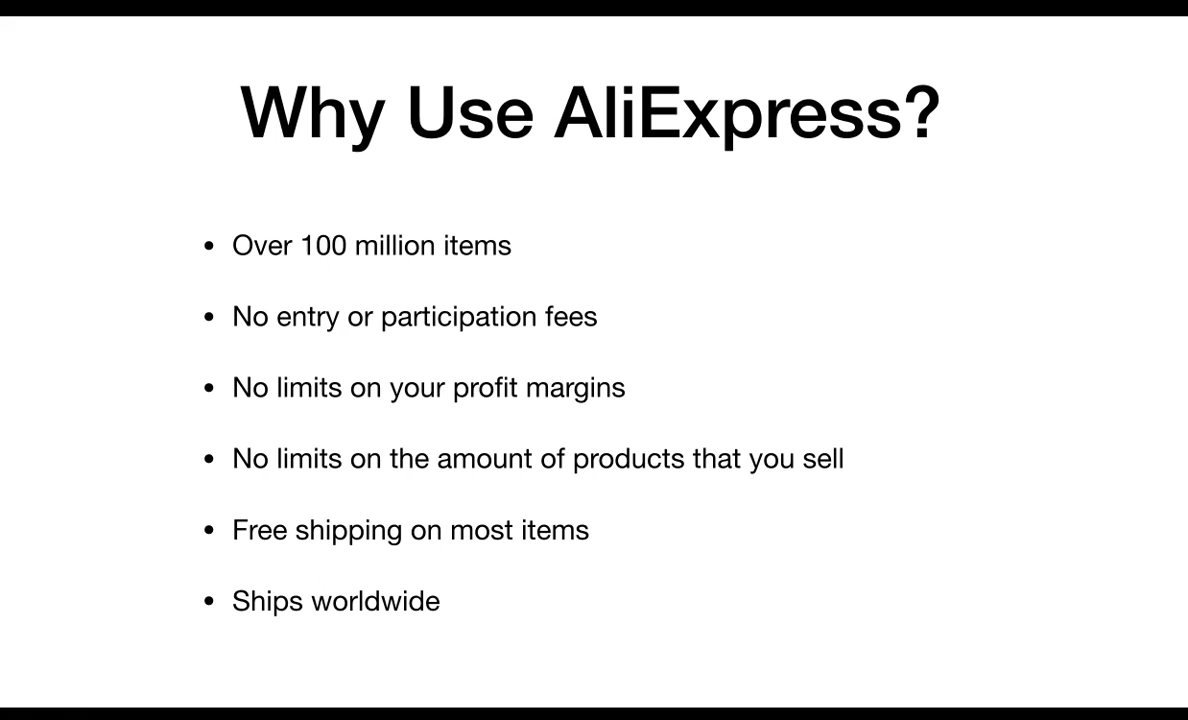 Why Use AliExpress?
• Over 100 million items
• No entry or participation fees
• No limits on your profit margins
• No limits on the amount of products that you sell
• Free shipping on most items
• Ships worldwide